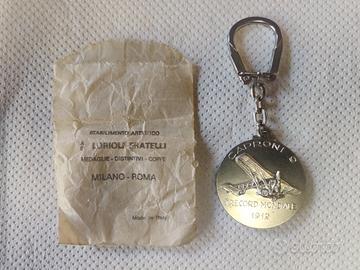 STABILIMENTO ARTISTICO
LORIOLI FRATELLI
MEDAGLIE - DISTINTIVI - COPPE
MILANO - ROMA
Made in Italy
CAPRONI
RECORD MONDIALE
1912